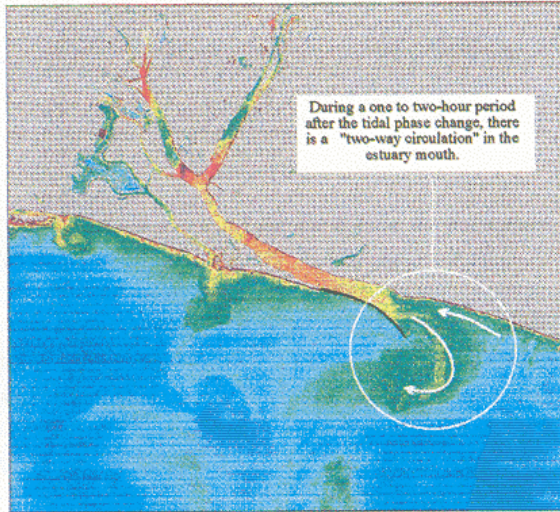 During a one to two-hour period
after the tidal phase change, there
is a "two-way circulation" in the
estuary mouth.